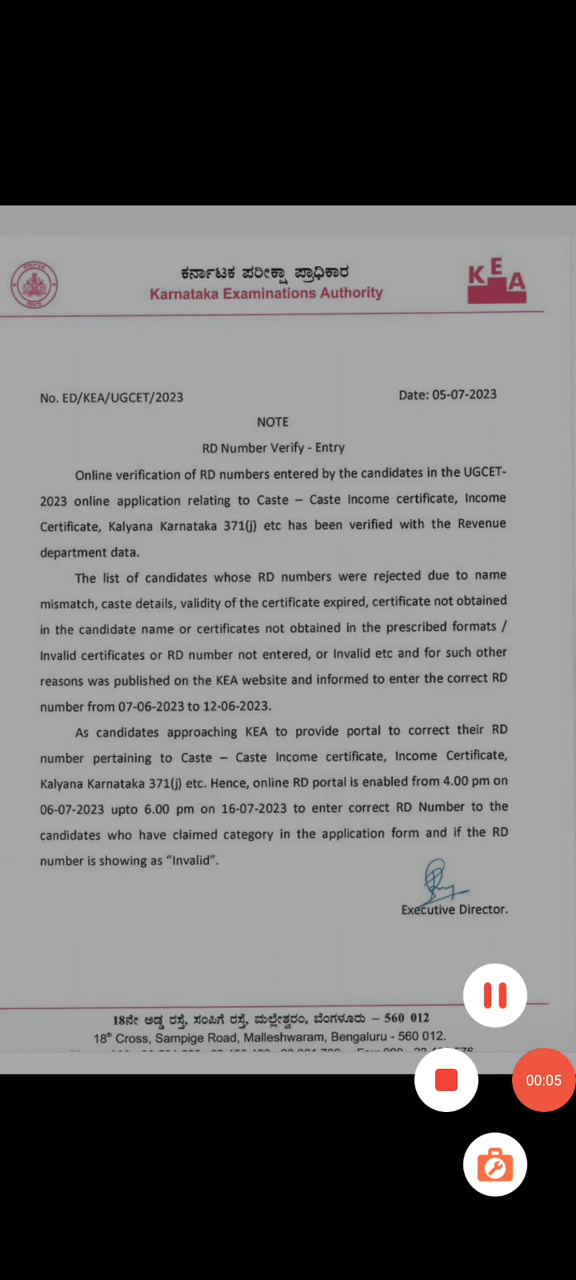 ಕರ್ನಾಟಕ ಪರೀಕ್ಷಾ ಪ್ರಾಧಿಕಾರ
Karnataka Examinations Authority
KEA
No. ED/KEA/UGCET/2023
Date: 05-07-2023
NOTE
RD Number Verify - Entry
Online verification of RD numbers entered by the candidates in the UGCET-
2023 online application relating to Caste – Caste Income certificate, Income
Certificate, Kalyana Karnataka 371(j) etc has been verified with the Revenue
department data.
The list of candidates whose RD numbers were rejected due to name
mismatch, caste details, validity of the certificate expired, certificate not obtained
in the candidate name or certificates not obtained in the prescribed formats /
Invalid certificates or RD number not entered, or Invalid etc and for such other
reasons was published on the KEA website and informed to enter the correct RD
number from 07-06-2023 to 12-06-2023.
As candidates approaching KEA to provide portal to correct their RD
number pertaining to Caste – Caste Income certificate, Income Certificate,
Kalyana Karnataka 371(j) etc. Hence, online RD portal is enabled from 4.00 pm on
06-07-2023 upto 6.00 pm on 16-07-2023 to enter correct RD Number to the
candidates who have claimed category in the application form and if the RD
number is showing as “Invalid”.
Executive Director.
18ನೇ ಅಡ್ಡ ರಸ್ತೆ, ಸಂಪಿಗೆ ರಸ್ತೆ, ಮಲ್ಲೇಶ್ವರಂ, ಬೆಂಗಳೂರು – 560 012
18th Cross, Sampige Road, Malleshwaram, Bengaluru - 560 012.
00:05